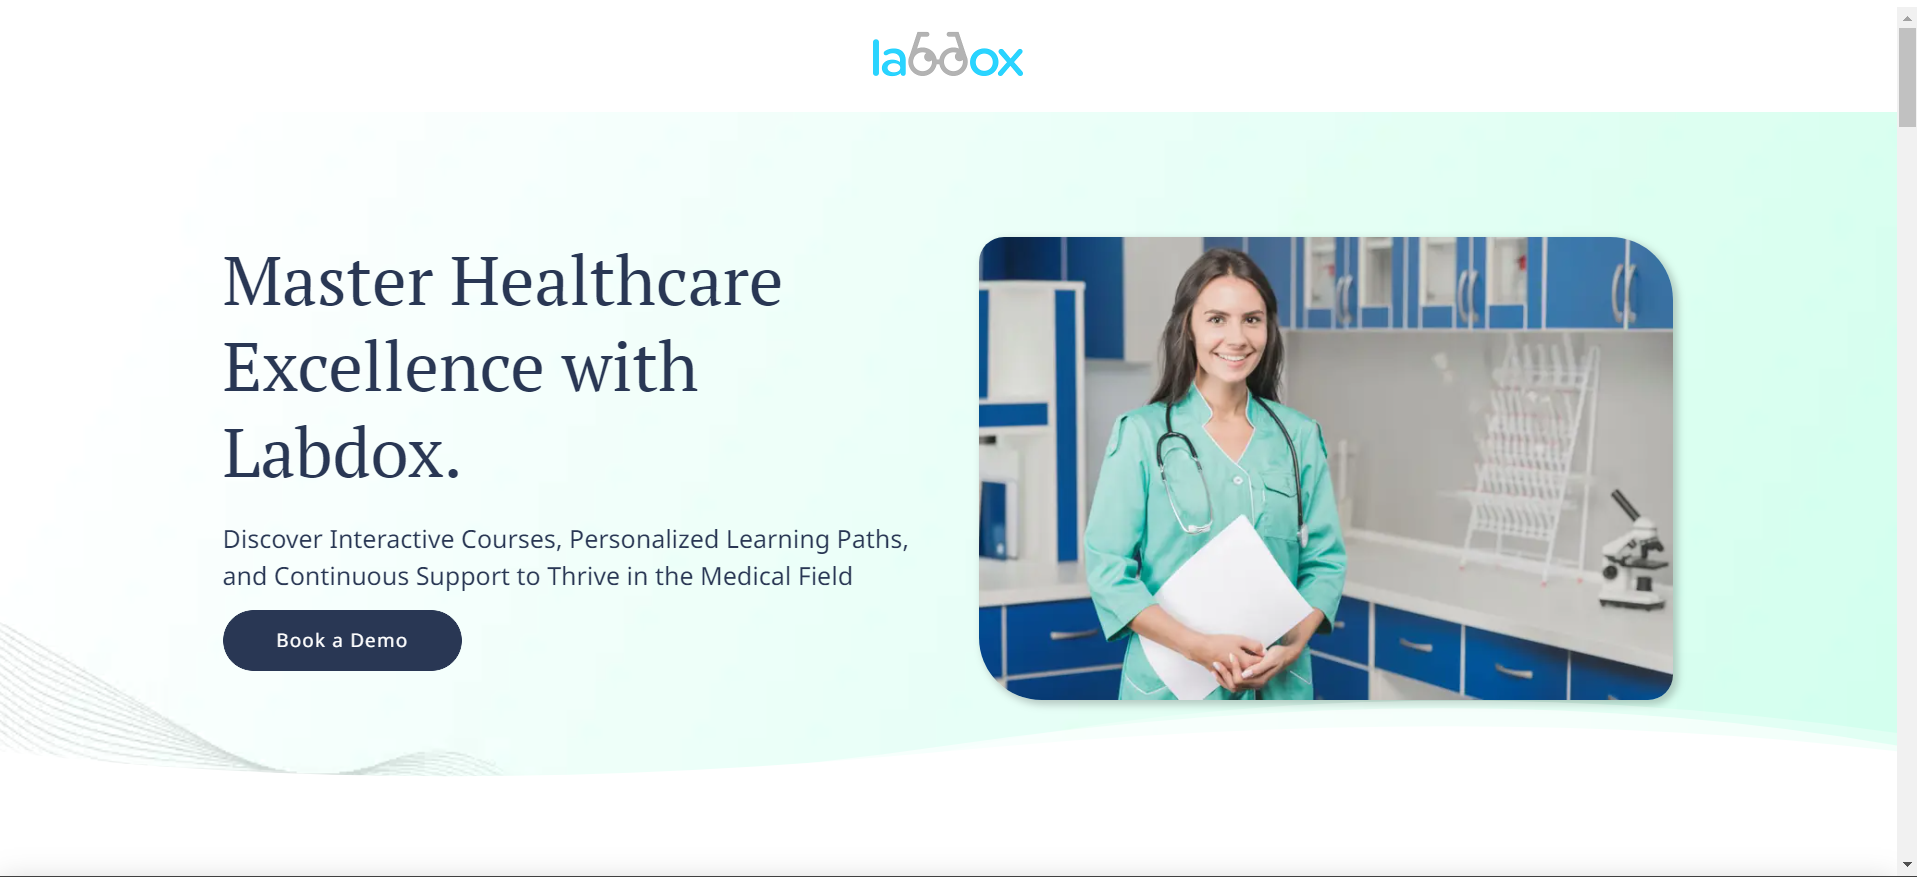 labdox
Master Healthcare
Excellence with
Labdox.
Discover Interactive Courses, Personalized Learning Paths,
and Continuous Support to Thrive in the Medical Field
Book a Demo